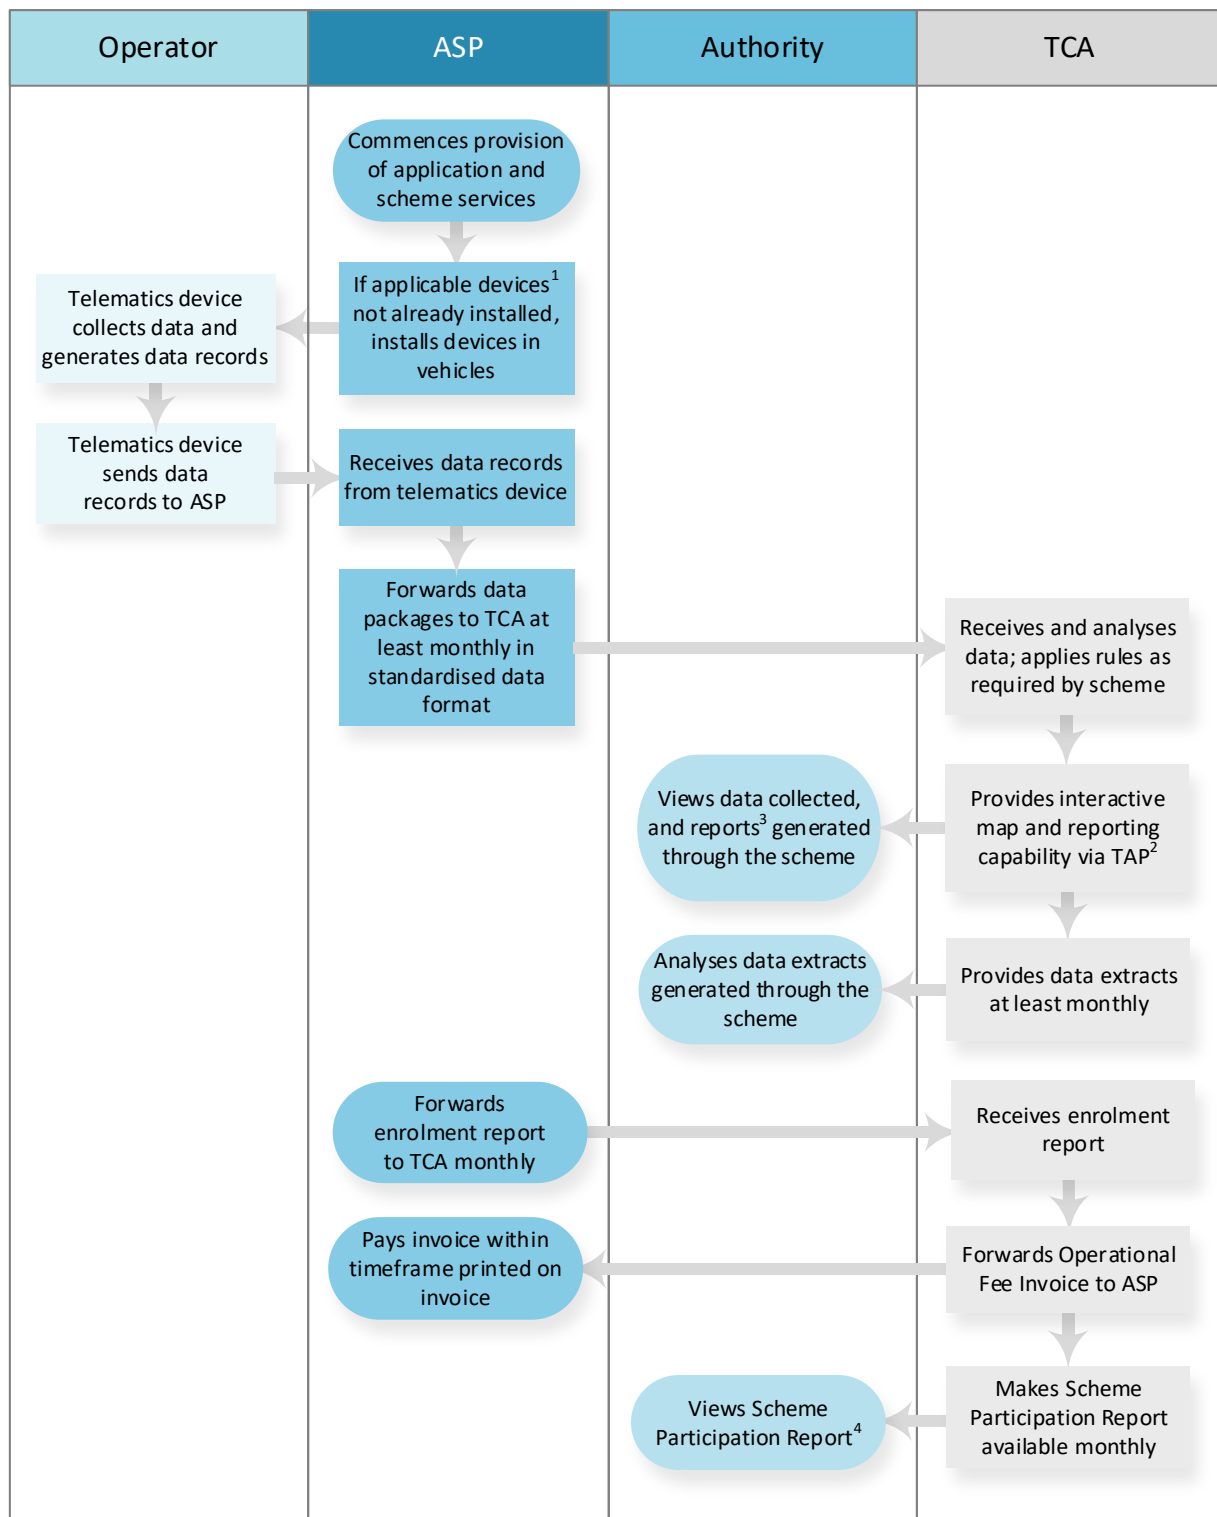 Operator
ASP
Authority
TCA
Commences provision
of application and
scheme services
If applicable devices1
not already installed,
installs devices in
vehicles
Telematics device
collects data and
generates data records
Telematics device
sends data
records to ASP
Receives data records
from telematics device
Forwards data
packages to TCA at
least monthly in
standardised data
format
Receives and analyses
data; applies rules as
required by scheme
Provides interactive
map and reporting
capability via TAP2
Views data collected,
and reports3 generated
through the scheme
Provides data extracts
at least monthly
Analyses data extracts
generated through the
scheme
Forwards
enrolment report
to TCA monthly
Receives enrolment
report
Forwards Operational
Fee Invoice to ASP
Pays invoice within
timeframe printed on
invoice
Makes Scheme
Participation Report
available monthly
Views Scheme
Participation Report4